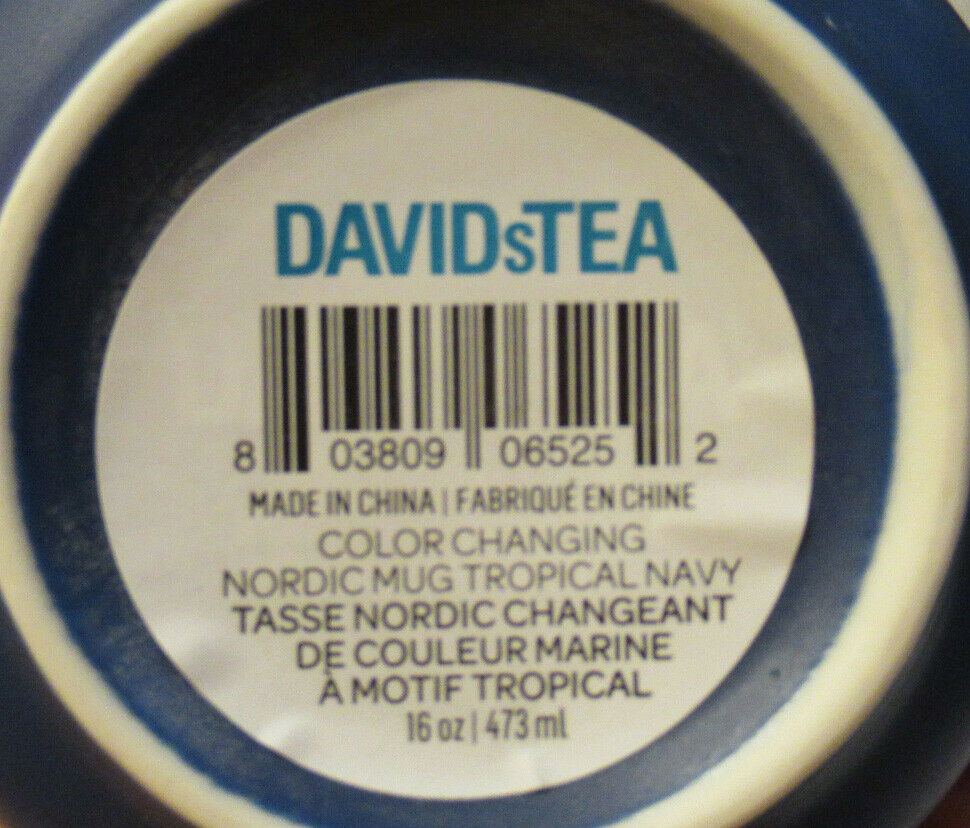 DAVIDsTEA
8 03809 06525 2
MADE IN CHINA | FABRIQUÉ EN CHINE
COLOR CHANGING
NORDIC MUG TROPICAL NAVY
TASSE NORDIC CHANGEANT
DE COULEUR MARINE
À MOTIF TROPICAL
16 oz | 473 ml